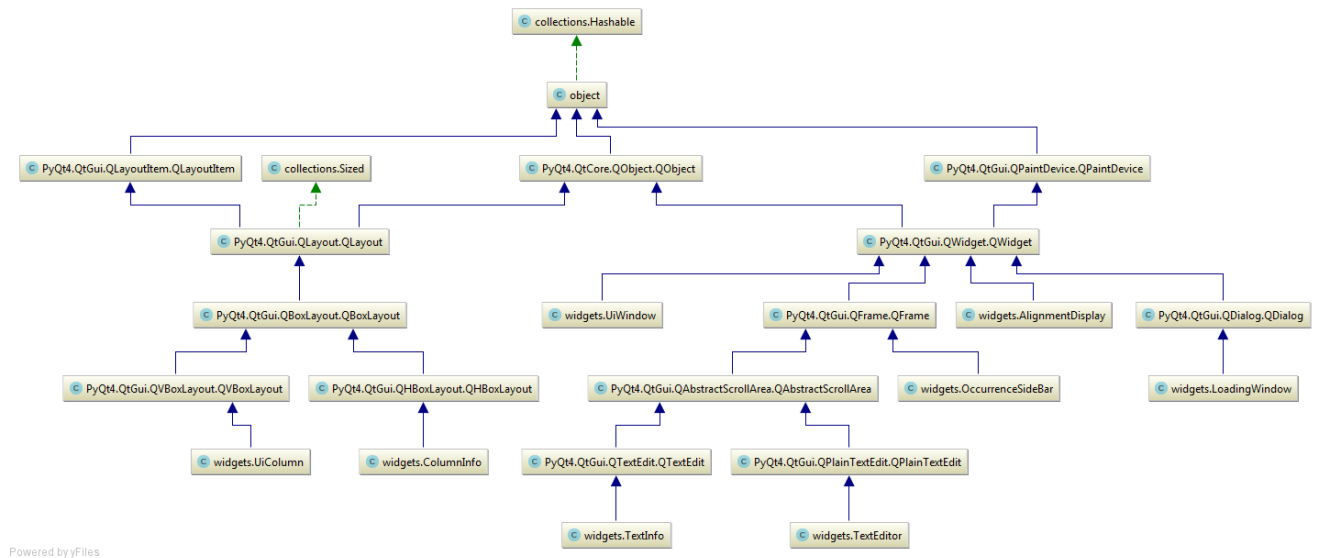 C collections.Hashable
C object
C PyQt4.QtGui.QLayoutItem.QLayoutItem
C collections.Sized
C PyQt4.QtCore.QObject.QObject
C PyQt4.QtGui.QPaintDevice.QPaintDevice
C PyQt4.QtGui.QLayout.QLayout
C PyQt4.QtGui.QWidget.QWidget
C PyQt4.QtGui.QBoxLayout.QBoxLayout
C widgets.UiWindow
C PyQt4.QtGui.QFrame.QFrame
C widgets.AlignmentDisplay
C PyQt4.QtGui.QDialog.QDialog
C PyQt4.QtGui.QVBoxLayout.QVBoxLayout
C PyQt4.QtGui.QHBoxLayout.QHBoxLayout
C PyQt4.QtGui.QAbstractScrollArea.QAbstractScrollArea
C widgets.OccurrenceSideBar
C widgets.LoadingWindow
C widgets.UiColumn
C widgets.ColumnInfo
C PyQt4.QtGui.QTextEdit.QTextEdit
C PyQt4.QtGui.QPlainTextEdit.QPlainTextEdit
C widgets.TextInfo
C widgets.TextEditor
Powered by yFiles